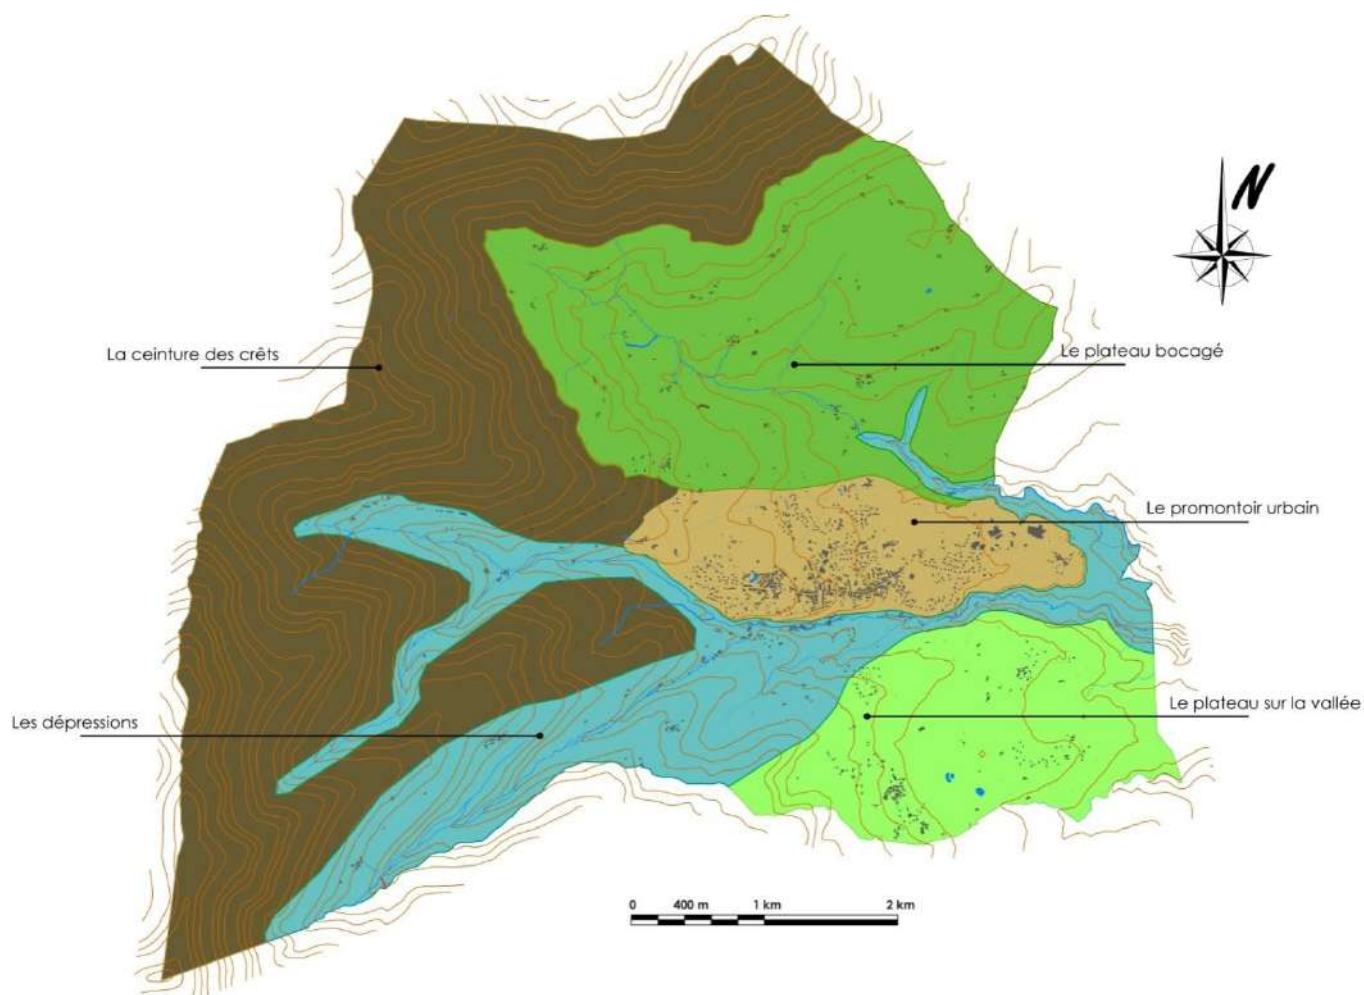 N
La ceinture des crêts
Le plateau bocagé
Le promontoir urbain
Les dépressions
Le plateau sur la vallée
0 400 m 1 km 2 km